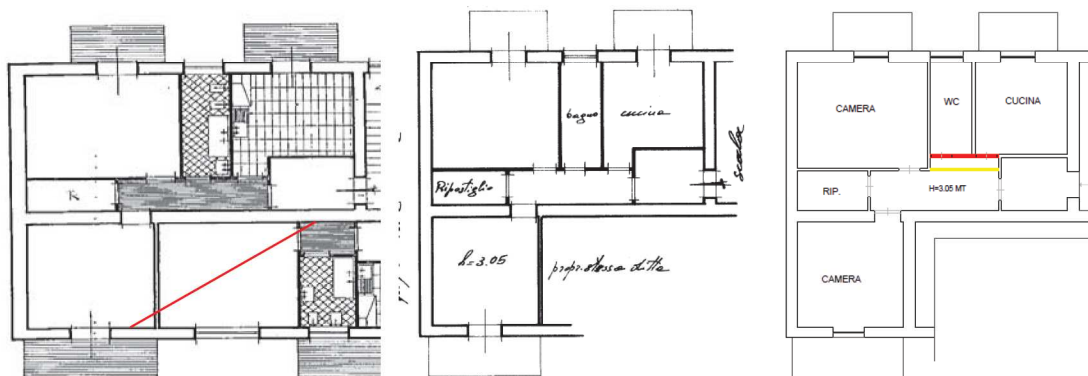 R.
bagno
cucina
Ripostiglio
scala
h=3.05
propr. stessa ditta
CAMERA
WC
CUCINA
RIP.
H=3.05 MT
CAMERA